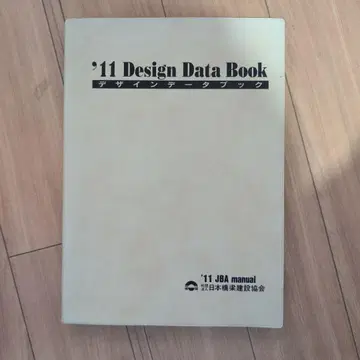 '11 Design Data Book
デザインデータブック
'11 JBA manual
日本橋梁建設協会